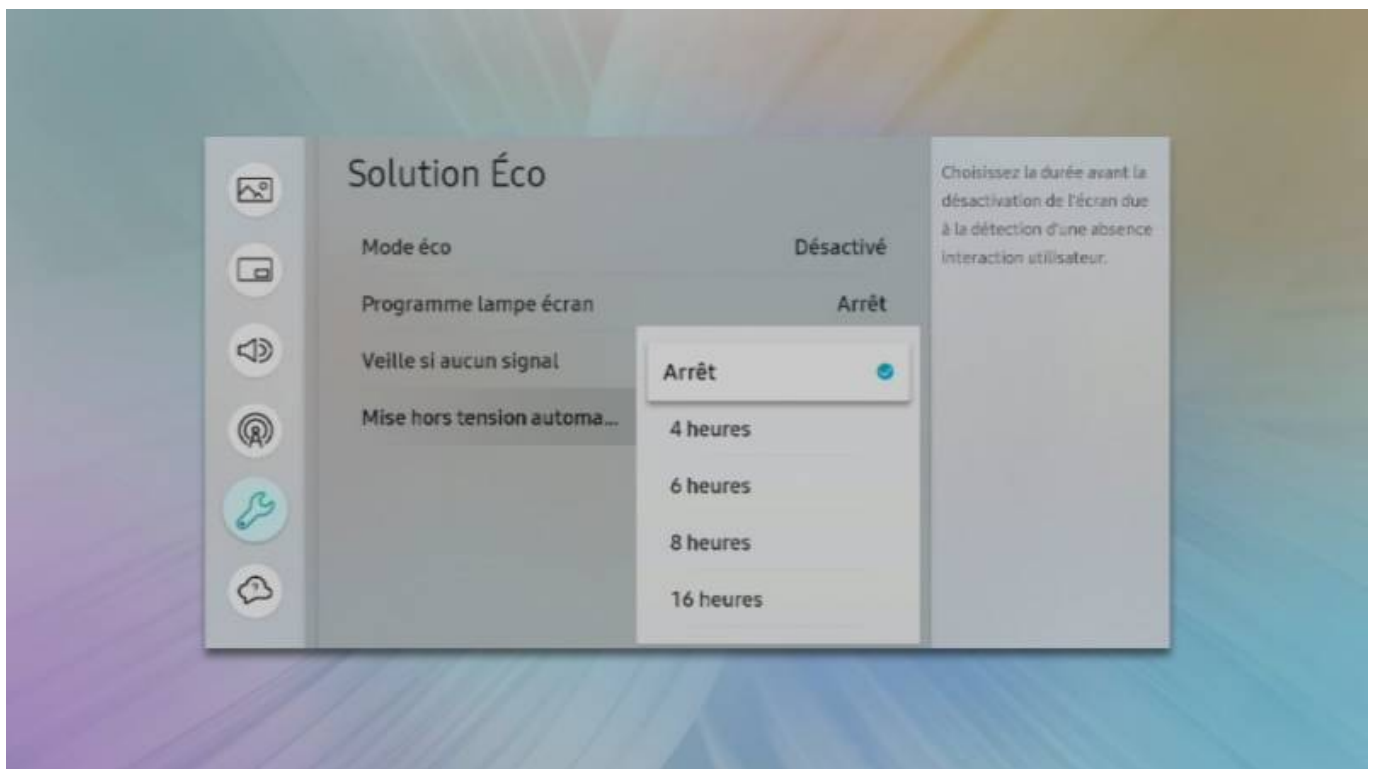 Solution Éco
Mode éco Désactivé
Programme lampe écran Arrêt
Veille si aucun signal
Mise hors tension automa...
Arrêt
4 heures
6 heures
8 heures
16 heures
Choisissez la durée avant la
désactivation de l'écran due
à la détection d'une absence
interaction utilisateur.